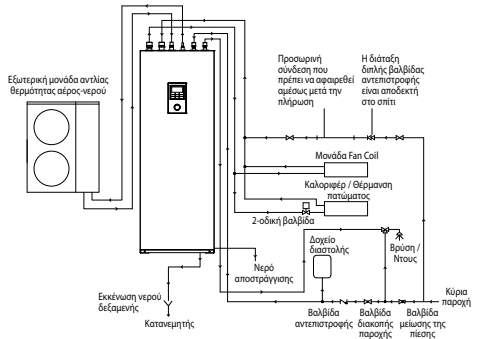 Προσωρινή
σύνδεση που
πρέπει να αφαιρεθεί
αμέσως μετά την
πλήρωση
Η διάταξη
διπλής βαλβίδας
αντεπιστροφής
είναι αποδεκτή
στο σπίτι
Εξωτερική μονάδα αντλίας
θερμότητας αέρος-νερού
Μονάδα Fan Coil
Καλοριφέρ / Θέρμανση
πατώματος
2-οδική βαλβίδα
Δοχείο
διαστολής
Βρύση /
Ντους
Νερό
αποστράγγισης
Εκκένωση νερού
δεξαμενής
Κατανεμητής
Βαλβίδα
αντεπιστροφής
Βαλβίδα
διακοπής
παροχής
Βαλβίδα
μείωσης της
πίεσης
Κύρια
παροχή